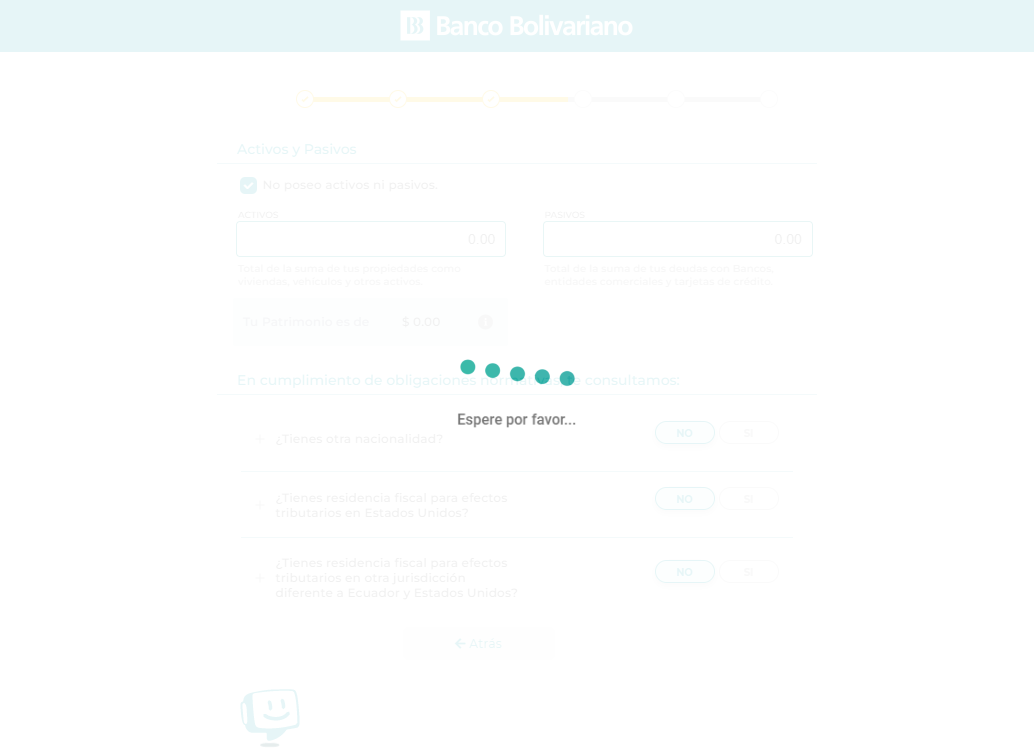 Banco Bolivariano
Activos y Pasivos
No poseo activos ni pasivos.
ACTIVOS
PASIVOS
0.00
0.00
Total de la suma de tus propiedades como
viviendas, vehículos y otros activos.
Total de la suma de tus deudas con Bancos,
entidades comerciales y tarjetas de crédito.
Tu Patrimonio es de $ 0.00
En cumplimiento de obligaciones normativas te consultamos:
Espere por favor...
+ ¿Tienes otra nacionalidad?
NO
SI
+ ¿Tienes residencia fiscal para efectos
tributarios en Estados Unidos?
NO
SI
+ ¿Tienes residencia fiscal para efectos
tributarios en otra jurisdicción
diferente a Ecuador y Estados Unidos?
NO
SI
← Atrás